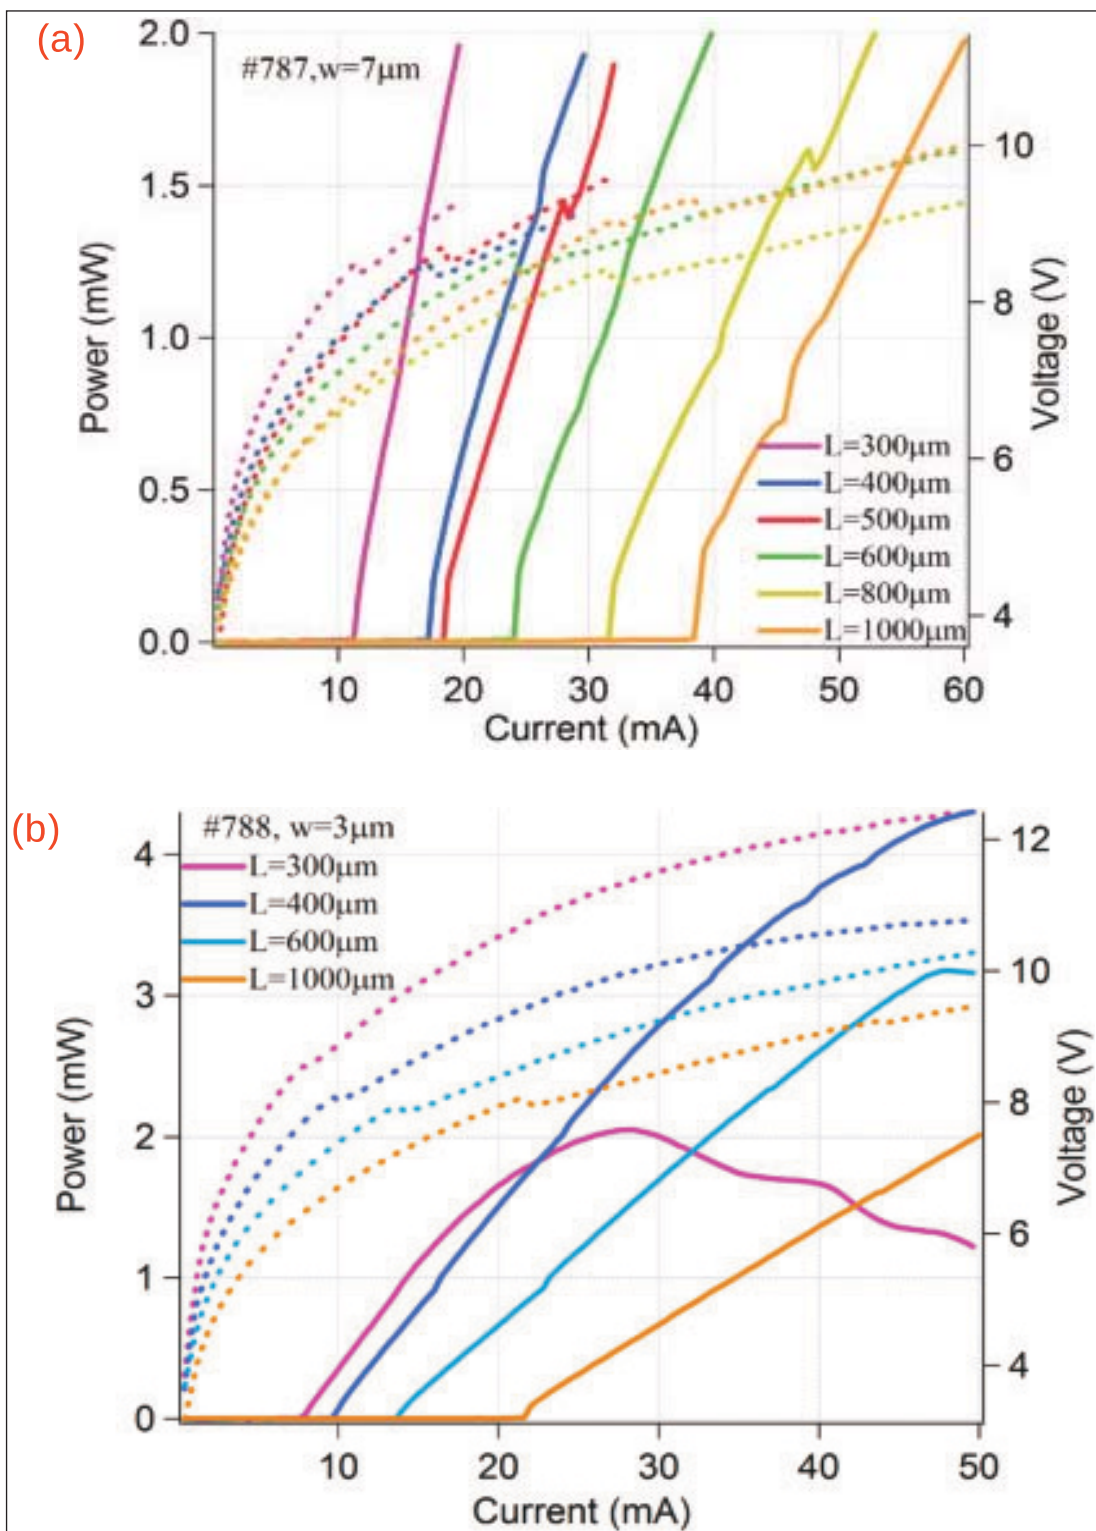 (a)
#787,w=7μm
2.0
1.5
1.0
0.5
0.0
Power (mW)
10
8
6
4
Voltage (V)
L=300μm
L=400μm
L=500μm
L=600μm
L=800μm
L=1000μm
10 20 30 40 50 60
Current (mA)
(b)
#788, w=3μm
L=300μm
L=400μm
L=600μm
L=1000μm
4
3
2
1
0
Power (mW)
12
10
8
6
4
Voltage (V)
10 20 30 40 50
Current (mA)